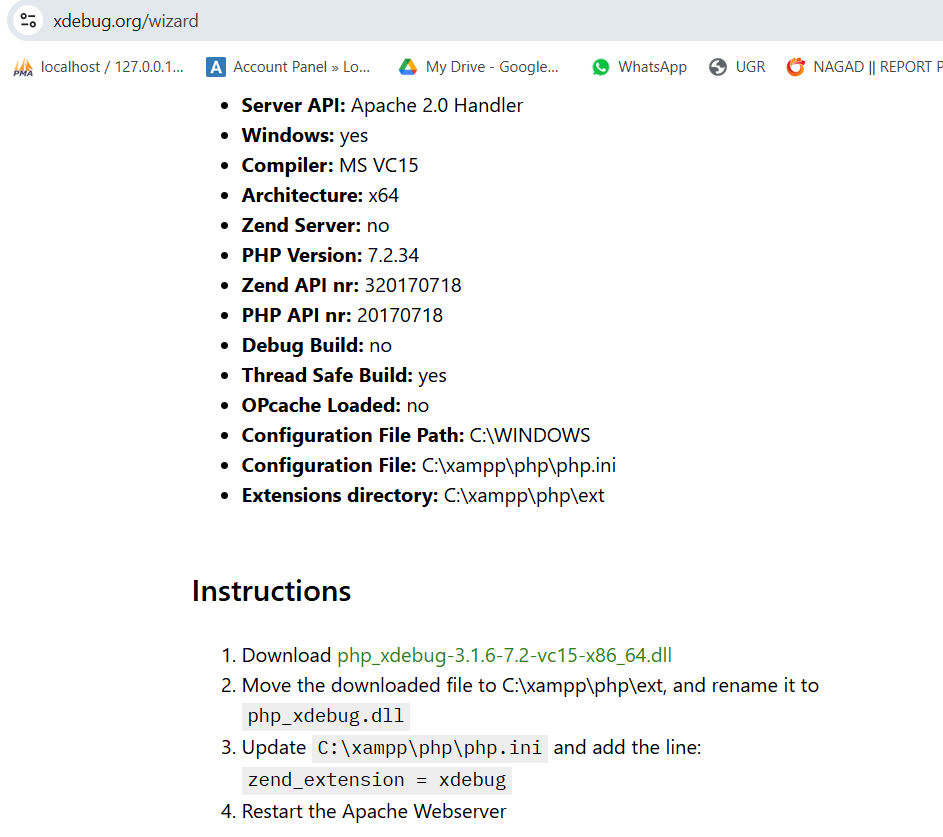 xdebug.org/wizard
PMA localhost / 127.0.0.1... A Account Panel » Lo... My Drive - Google... WhatsApp UGR NAGAD || REPORT P
• Server API: Apache 2.0 Handler
• Windows: yes
• Compiler: MS VC15
• Architecture: x64
• Zend Server: no
• PHP Version: 7.2.34
• Zend API nr: 320170718
• PHP API nr: 20170718
• Debug Build: no
• Thread Safe Build: yes
• OPcache Loaded: no
• Configuration File Path: C:\WINDOWS
• Configuration File: C:\xampp\php\php.ini
• Extensions directory: C:\xampp\php\ext
Instructions
1. Download php_xdebug-3.1.6-7.2-vc15-x86_64.dll
2. Move the downloaded file to C:\xampp\php\ext, and rename it to
php_xdebug.dll
3. Update C:\xampp\php\php.ini and add the line:
zend_extension = xdebug
4. Restart the Apache Webserver